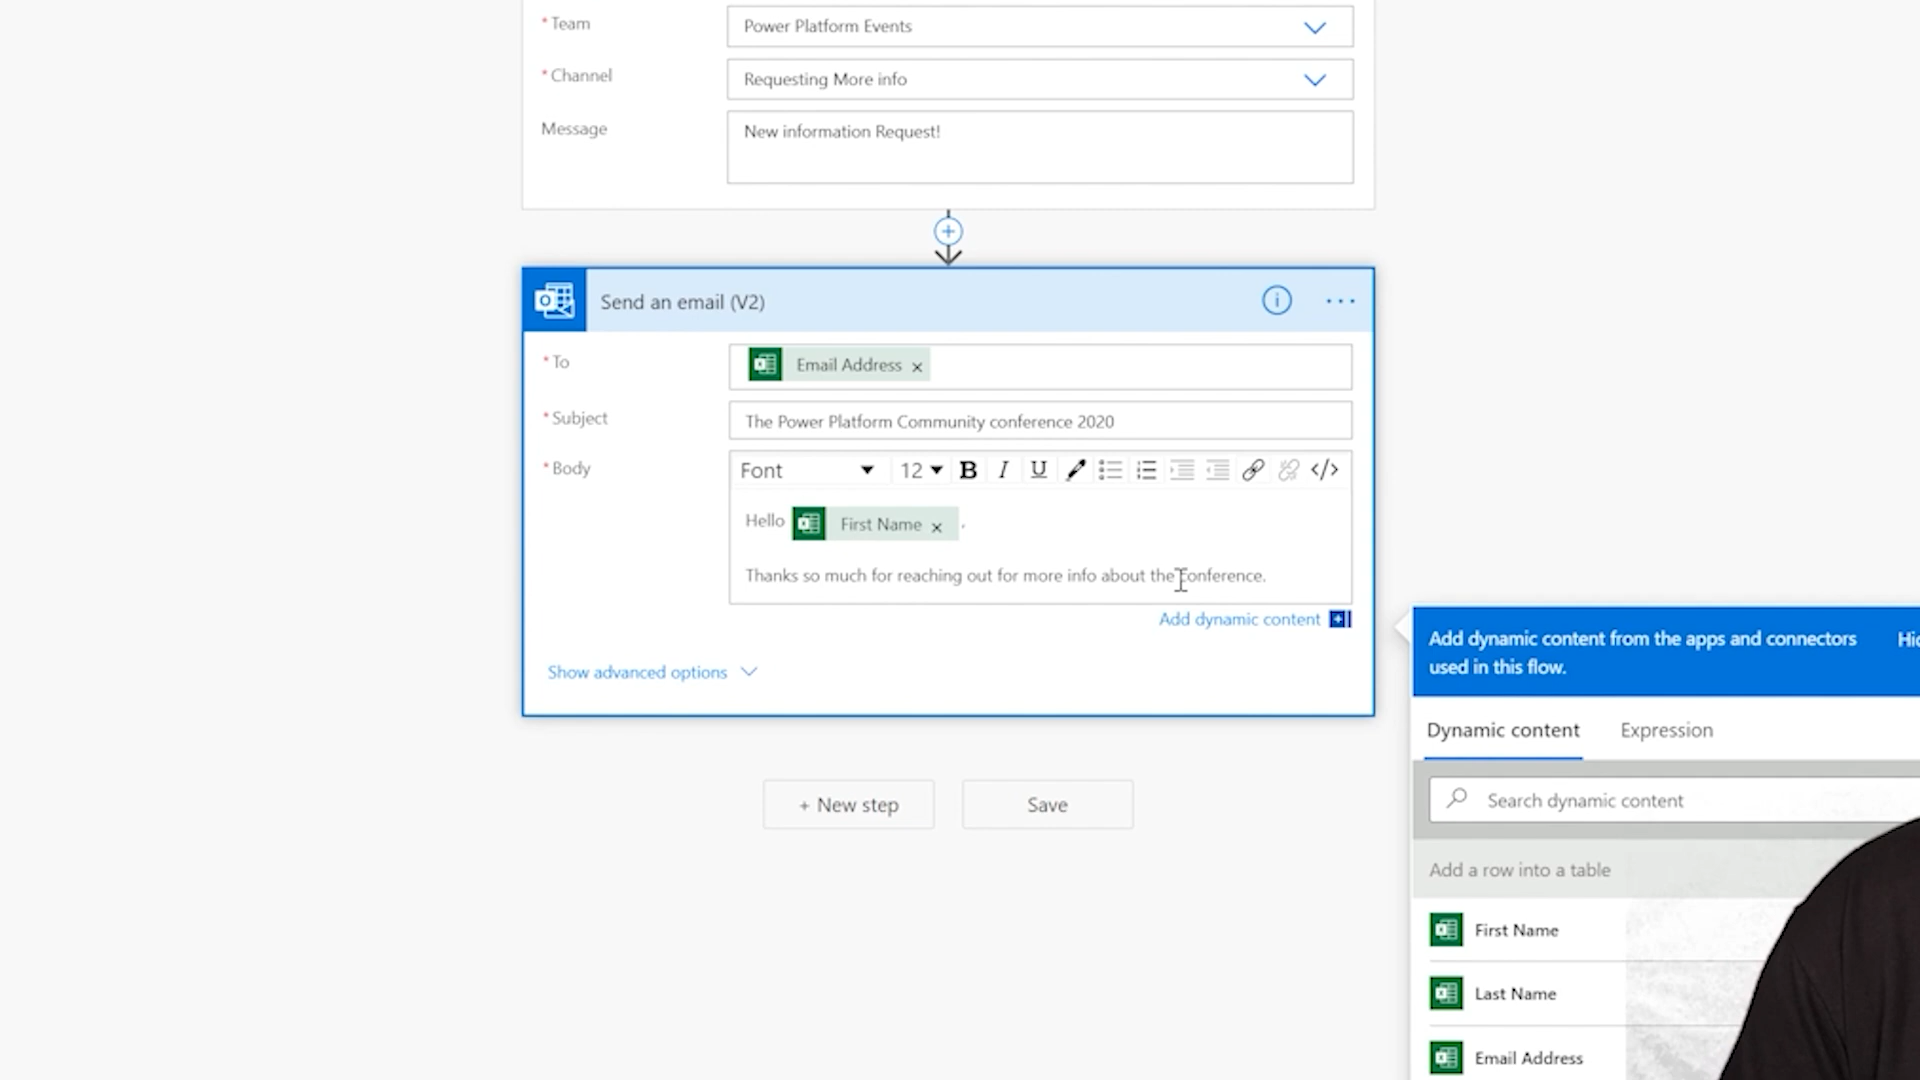 * Team
Power Platform Events
* Channel
Requesting More info
Message
New information Request!
Send an email (V2)
* To
Email Address ×
* Subject
The Power Platform Community conference 2020
* Body
Font 12 B I U </>
Hello First Name × ,
Thanks so much for reaching out for more info about the conference.
Add dynamic content +
Show advanced options
+ New step
Save
Add dynamic content from the apps and connectors
used in this flow.
Dynamic content
Expression
Search dynamic content
Add a row into a table
First Name
Last Name
Email Address